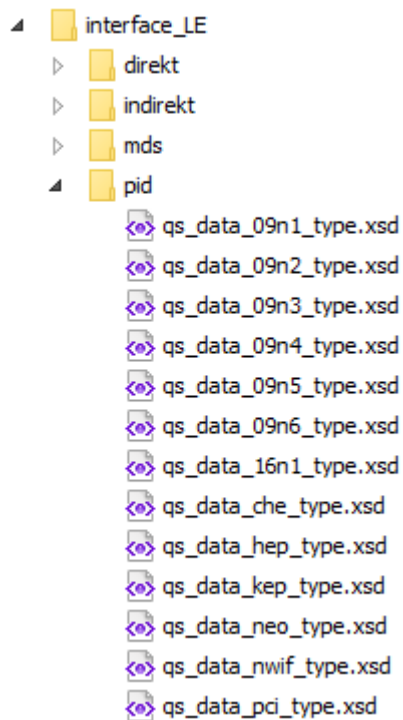 interface_LE
direkt
indirekt
mds
pid
qs_data_09n1_type.xsd
qs_data_09n2_type.xsd
qs_data_09n3_type.xsd
qs_data_09n4_type.xsd
qs_data_09n5_type.xsd
qs_data_09n6_type.xsd
qs_data_16n1_type.xsd
qs_data_che_type.xsd
qs_data_hep_type.xsd
qs_data_kep_type.xsd
qs_data_neo_type.xsd
qs_data_nwif_type.xsd
qs_data_pci_type.xsd